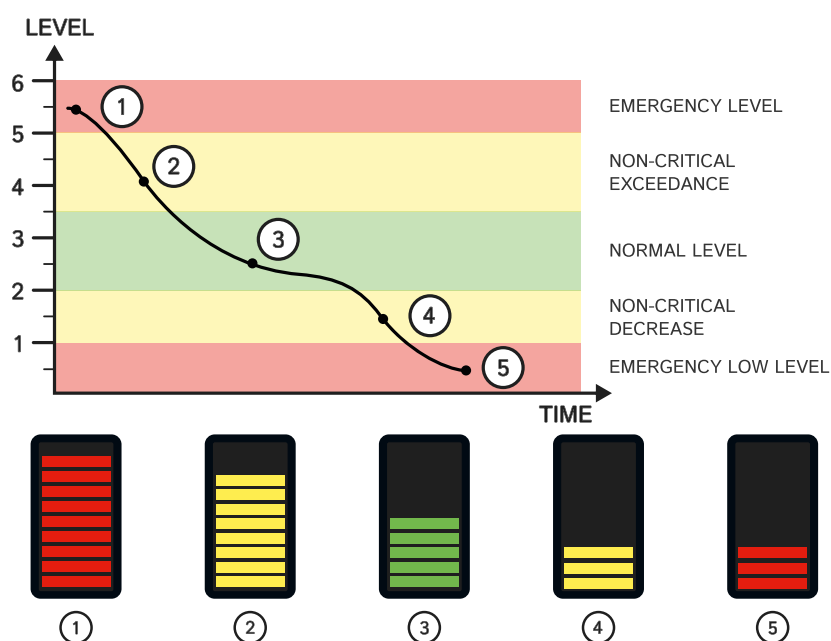 LEVEL
6
1
EMERGENCY LEVEL
5
2
NON-CRITICAL
EXCEEDANCE
4
3
3
NORMAL LEVEL
2
4
NON-CRITICAL
DECREASE
1
5
EMERGENCY LOW LEVEL
TIME
1 2 3 4 5